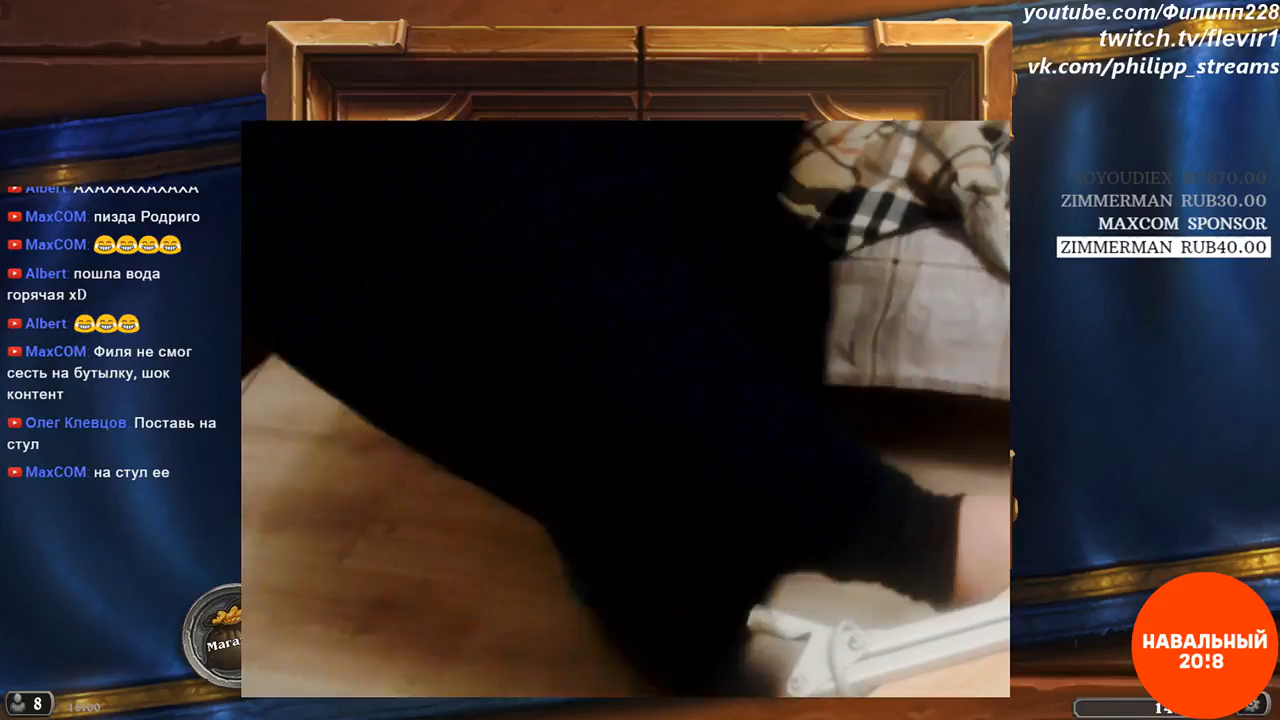 youtube.com/Филипп228
twitch.tv/flevir1
vk.com/philipp_streams
Albert: АХАХАХХАХАХА
MaxCOM: пизда Родриго
MaxCOM: 😂😂😂😂
Albert: пошла вода
горячая xD
Albert: 😂😂😂
MaxCOM: Филя не смог
сесть на бутылку, шок
контент
Олег Клевцов: Поставь на
стул
MaxCOM: на стул ее
ZIMMERMAN RUB30.00
MAXCOM SPONSOR
ZIMMERMAN RUB40.00
Мага
НАВАЛЬНЫЙ
20!8
8